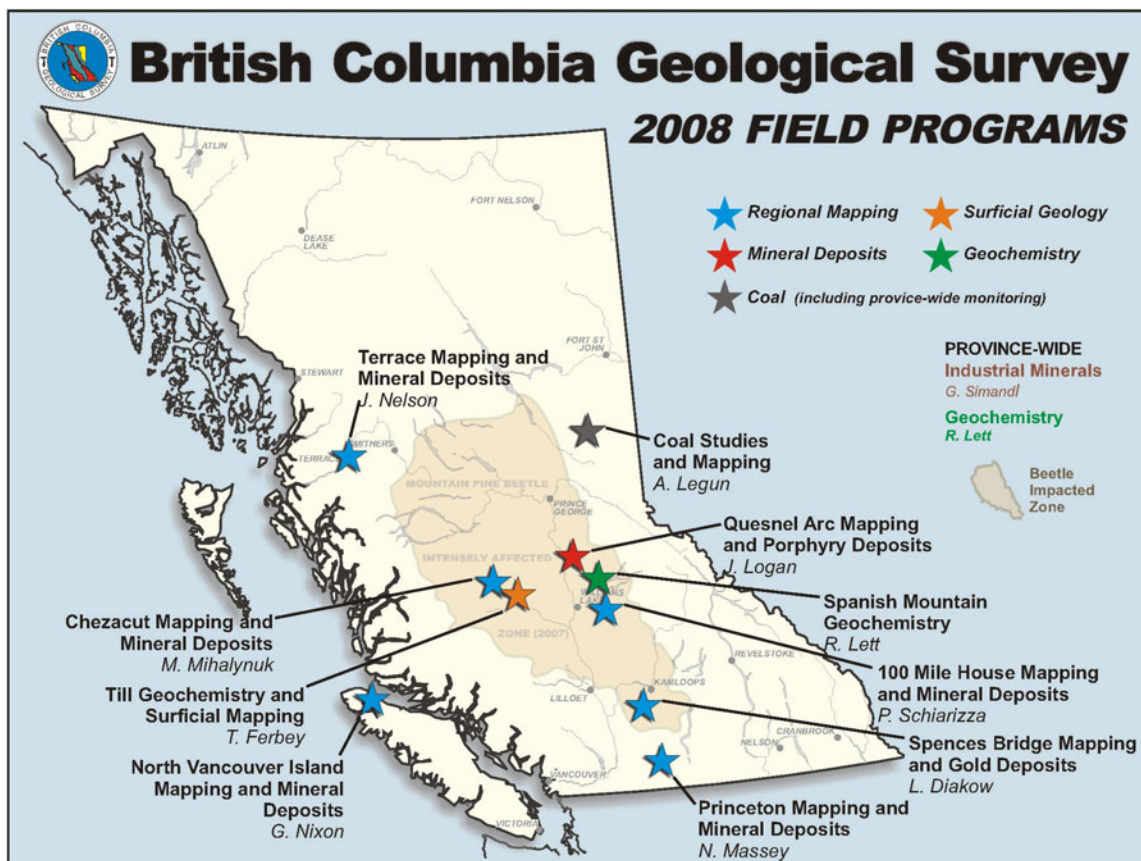 BRITISH COLUMBIA
GEOLOGICAL SURVEY
British Columbia Geological Survey
2008 FIELD PROGRAMS
Regional Mapping
Surficial Geology
Mineral Deposits
Geochemistry
Coal (including provice-wide monitoring)
PROVINCE-WIDE
Industrial Minerals
G. Simandl
Geochemistry
R. Lett
Beetle
Impacted
Zone
ATLIN
FORT NELSON
DEASE
LAKE
FORT ST
JOHN
STEWART
Terrace Mapping and
Mineral Deposits
J. Nelson
SMITHERS
TERRACE
Coal Studies
and Mapping
A. Legun
MOUNTAIN PINE BEETLE
PRINCE
GEORGE
INTENSELY AFFECTED
ZONE (2007)
Quesnel Arc Mapping
and Porphyry Deposits
J. Logan
WILLIAMS
LAKE
Spanish Mountain
Geochemistry
R. Lett
Chezacut Mapping and
Mineral Deposits
M. Mihalynuk
REVELSTOKE
100 Mile House Mapping
and Mineral Deposits
P. Schiarizza
Till Geochemistry and
Surficial Mapping
T. Ferbey
LILLOET
KAMLOOPS
NELSON
CRANBROOK
Spences Bridge Mapping
and Gold Deposits
L. Diakow
North Vancouver Island
Mapping and Mineral
Deposits
G. Nixon
VANCOUVER
VICTORIA
Princeton Mapping and
Mineral Deposits
N. Massey